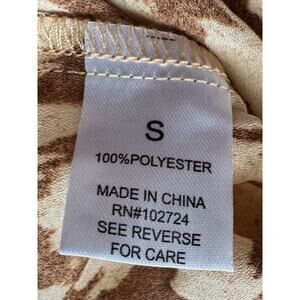 S
100%POLYESTER
MADE IN CHINA
RN#102724
SEE REVERSE
FOR CARE